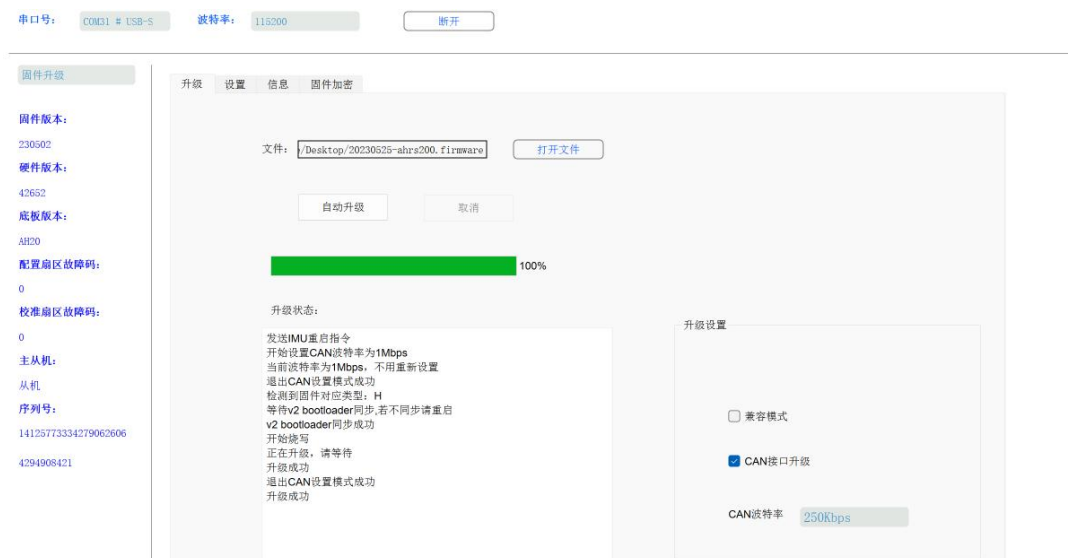 串口号： COM31 # USB-S 波特率： 115200 断开
固件升级
升级 设置 信息 固件加密
固件版本：
230502
硬件版本：
42652
底板版本：
AH20
配置扇区故障码：
0
校准扇区故障码：
0
主从机：
从机
序列号：
14125773334279062606
4294908421
文件： /Desktop/20230525-ahrs200.firmware 打开文件
自动升级 取消
100%
升级状态：
发送IMU重启指令
开始设置CAN波特率为1Mbps
当前波特率为1Mbps，不用重新设置
退出CAN设置模式成功
检测到固件对应类型：H
等待v2 bootloader同步,若不同步请重启
v2 bootloader同步成功
开始烧写
正在升级，请等待
升级成功
退出CAN设置模式成功
升级成功
升级设置
兼容模式
CAN接口升级
CAN波特率 250Kbps